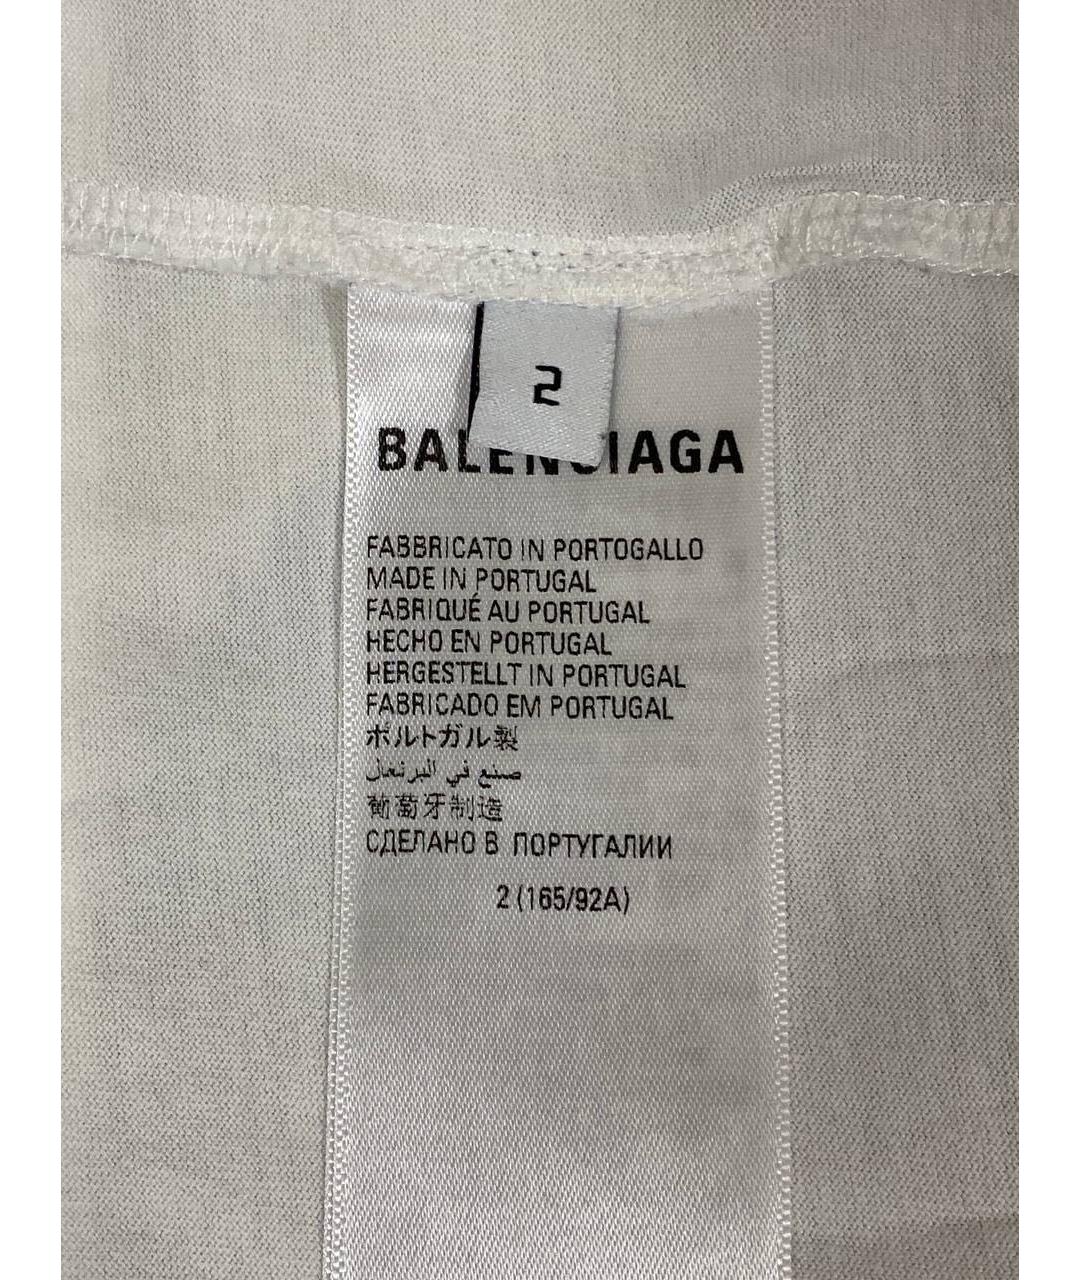 2
BALENCIAGA
FABBRICATO IN PORTOGALLO
MADE IN PORTUGAL
FABRIQUÉ AU PORTUGAL
HECHO EN PORTUGAL
HERGESTELLT IN PORTUGAL
FABRICADO EM PORTUGAL
ポルトガル製
صنع في البرتغال
葡萄牙制造
СДЕЛАНО В ПОРТУГАЛИИ
2 (165/92A)